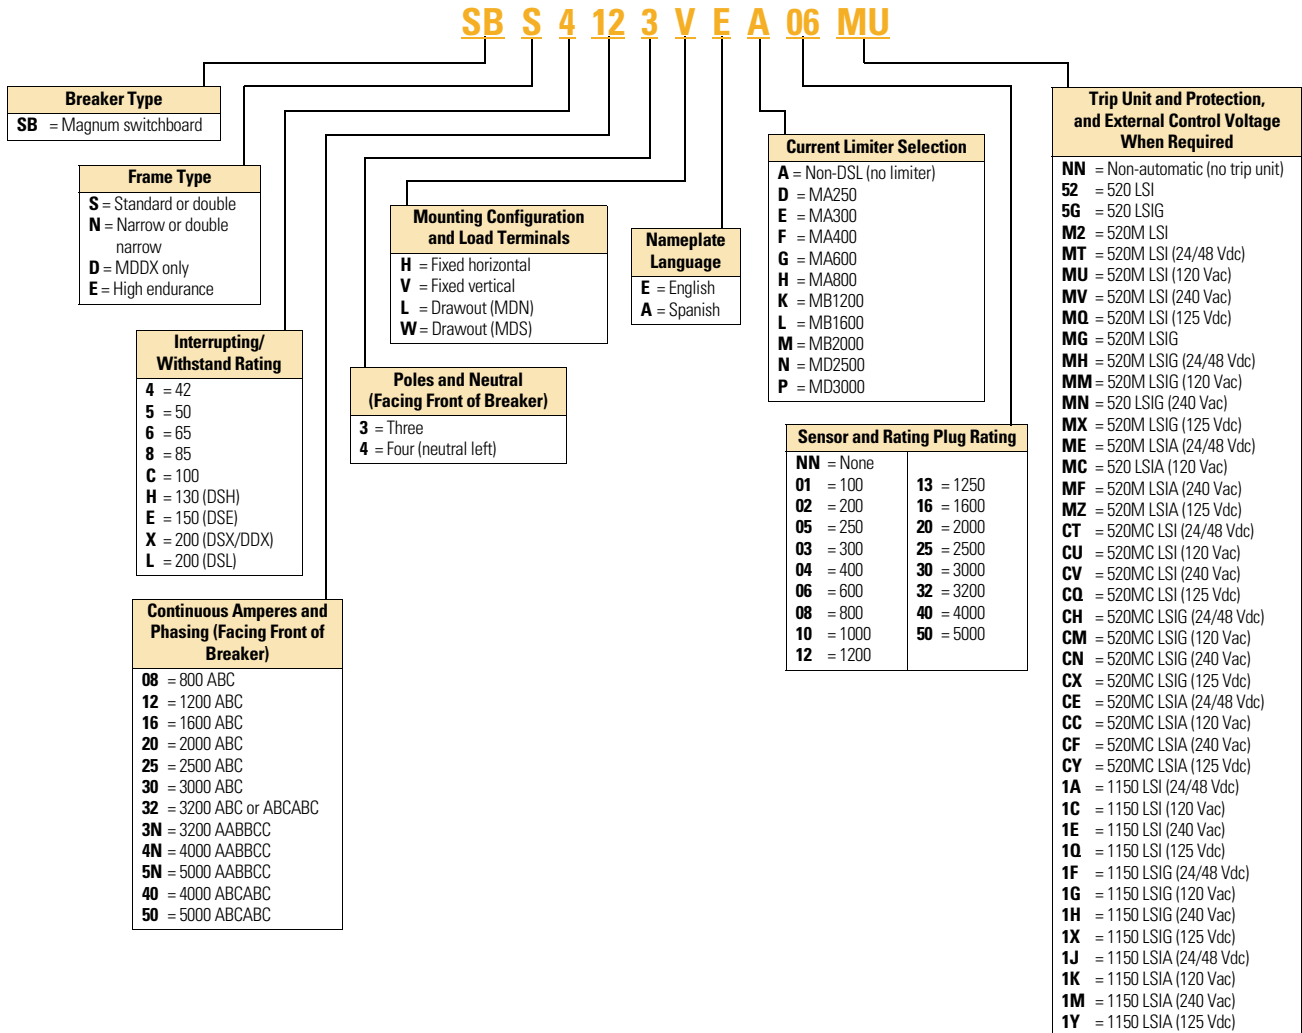 SB S 4 12 3 V E A 06 MU
Breaker Type
SB = Magnum switchboard
Frame Type
S = Standard or double
N = Narrow or double
narrow
D = MDDX only
E = High endurance
Interrupting/
Withstand Rating
4 = 42
5 = 50
6 = 65
8 = 85
C = 100
H = 130 (DSH)
E = 150 (DSE)
X = 200 (DSX/DDX)
L = 200 (DSL)
Continuous Amperes and
Phasing (Facing Front of
Breaker)
08 = 800 ABC
12 = 1200 ABC
16 = 1600 ABC
20 = 2000 ABC
25 = 2500 ABC
30 = 3000 ABC
32 = 3200 ABC or ABCABC
3N = 3200 AABBCC
4N = 4000 AABBCC
5N = 5000 AABBCC
40 = 4000 ABCABC
50 = 5000 ABCABC
Poles and Neutral
(Facing Front of Breaker)
3 = Three
4 = Four (neutral left)
Mounting Configuration
and Load Terminals
H = Fixed horizontal
V = Fixed vertical
L = Drawout (MDN)
W = Drawout (MDS)
Nameplate
Language
E = English
A = Spanish
Current Limiter Selection
A = Non-DSL (no limiter)
D = MA250
E = MA300
F = MA400
G = MA600
H = MA800
K = MB1200
L = MB1600
M = MB2000
N = MD2500
P = MD3000
Sensor and Rating Plug Rating
NN = None
01 = 100
02 = 200
05 = 250
03 = 300
04 = 400
06 = 600
08 = 800
10 = 1000
12 = 1200
13 = 1250
16 = 1600
20 = 2000
25 = 2500
30 = 3000
32 = 3200
40 = 4000
50 = 5000
Trip Unit and Protection,
and External Control Voltage
When Required
NN = Non-automatic (no trip unit)
52 = 520 LSI
5G = 520 LSIG
M2 = 520M LSI
MT = 520M LSI (24/48 Vdc)
MU = 520M LSI (120 Vac)
MV = 520M LSI (240 Vac)
MQ = 520M LSI (125 Vdc)
MG = 520M LSIG
MH = 520M LSIG (24/48 Vdc)
MM = 520M LSIG (120 Vac)
MN = 520 LSIG (240 Vac)
MX = 520M LSIG (125 Vdc)
ME = 520M LSIA (24/48 Vdc)
MC = 520 LSIA (120 Vac)
MF = 520M LSIA (240 Vac)
MZ = 520M LSIA (125 Vdc)
CT = 520MC LSI (24/48 Vdc)
CU = 520MC LSI (120 Vac)
CV = 520MC LSI (240 Vac)
CQ = 520MC LSI (125 Vdc)
CH = 520MC LSIG (24/48 Vdc)
CM = 520MC LSIG (120 Vac)
CN = 520MC LSIG (240 Vac)
CX = 520MC LSIG (125 Vdc)
CE = 520MC LSIA (24/48 Vdc)
CC = 520MC LSIA (120 Vac)
CF = 520MC LSIA (240 Vac)
CY = 520MC LSIA (125 Vdc)
1A = 1150 LSI (24/48 Vdc)
1C = 1150 LSI (120 Vac)
1E = 1150 LSI (240 Vac)
1Q = 1150 LSI (125 Vdc)
1F = 1150 LSIG (24/48 Vdc)
1G = 1150 LSIG (120 Vac)
1H = 1150 LSIG (240 Vac)
1X = 1150 LSIG (125 Vdc)
1J = 1150 LSIA (24/48 Vdc)
1K = 1150 LSIA (120 Vac)
1M = 1150 LSIA (240 Vac)
1Y = 1150 LSIA (125 Vdc)